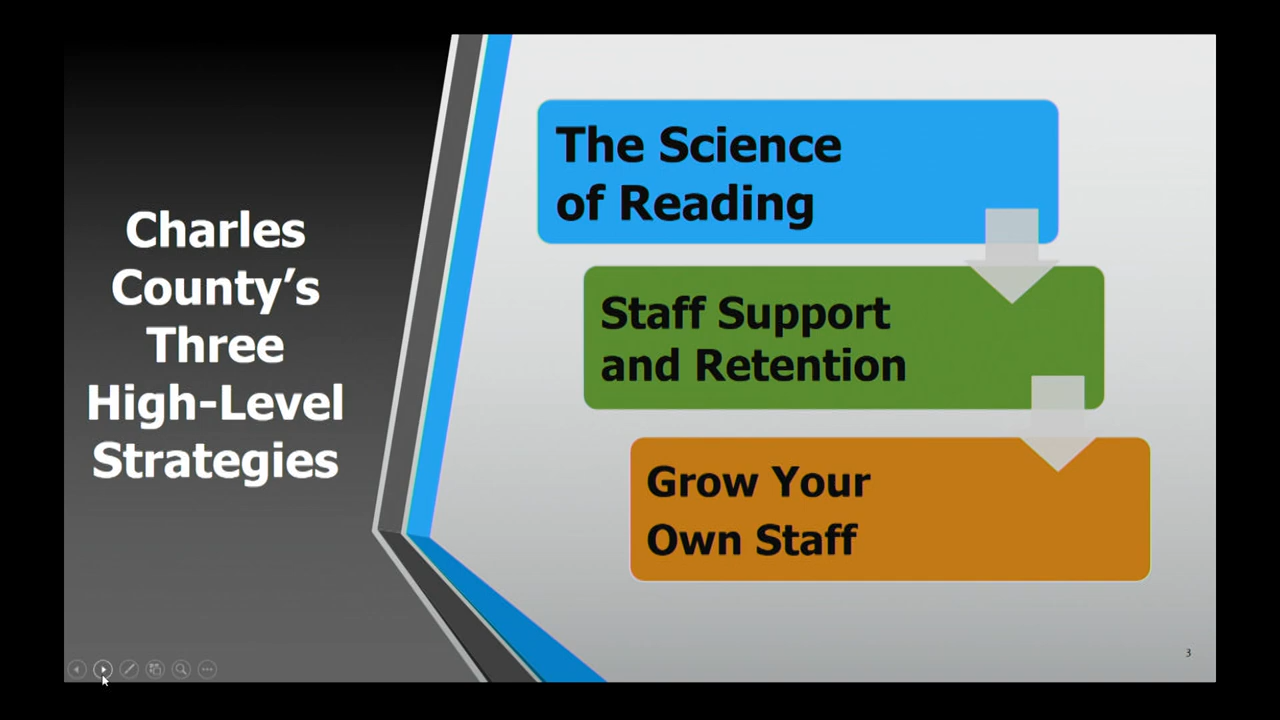 Charles
County’s
Three
High-Level
Strategies
The Science
of Reading
Staff Support
and Retention
Grow Your
Own Staff
3